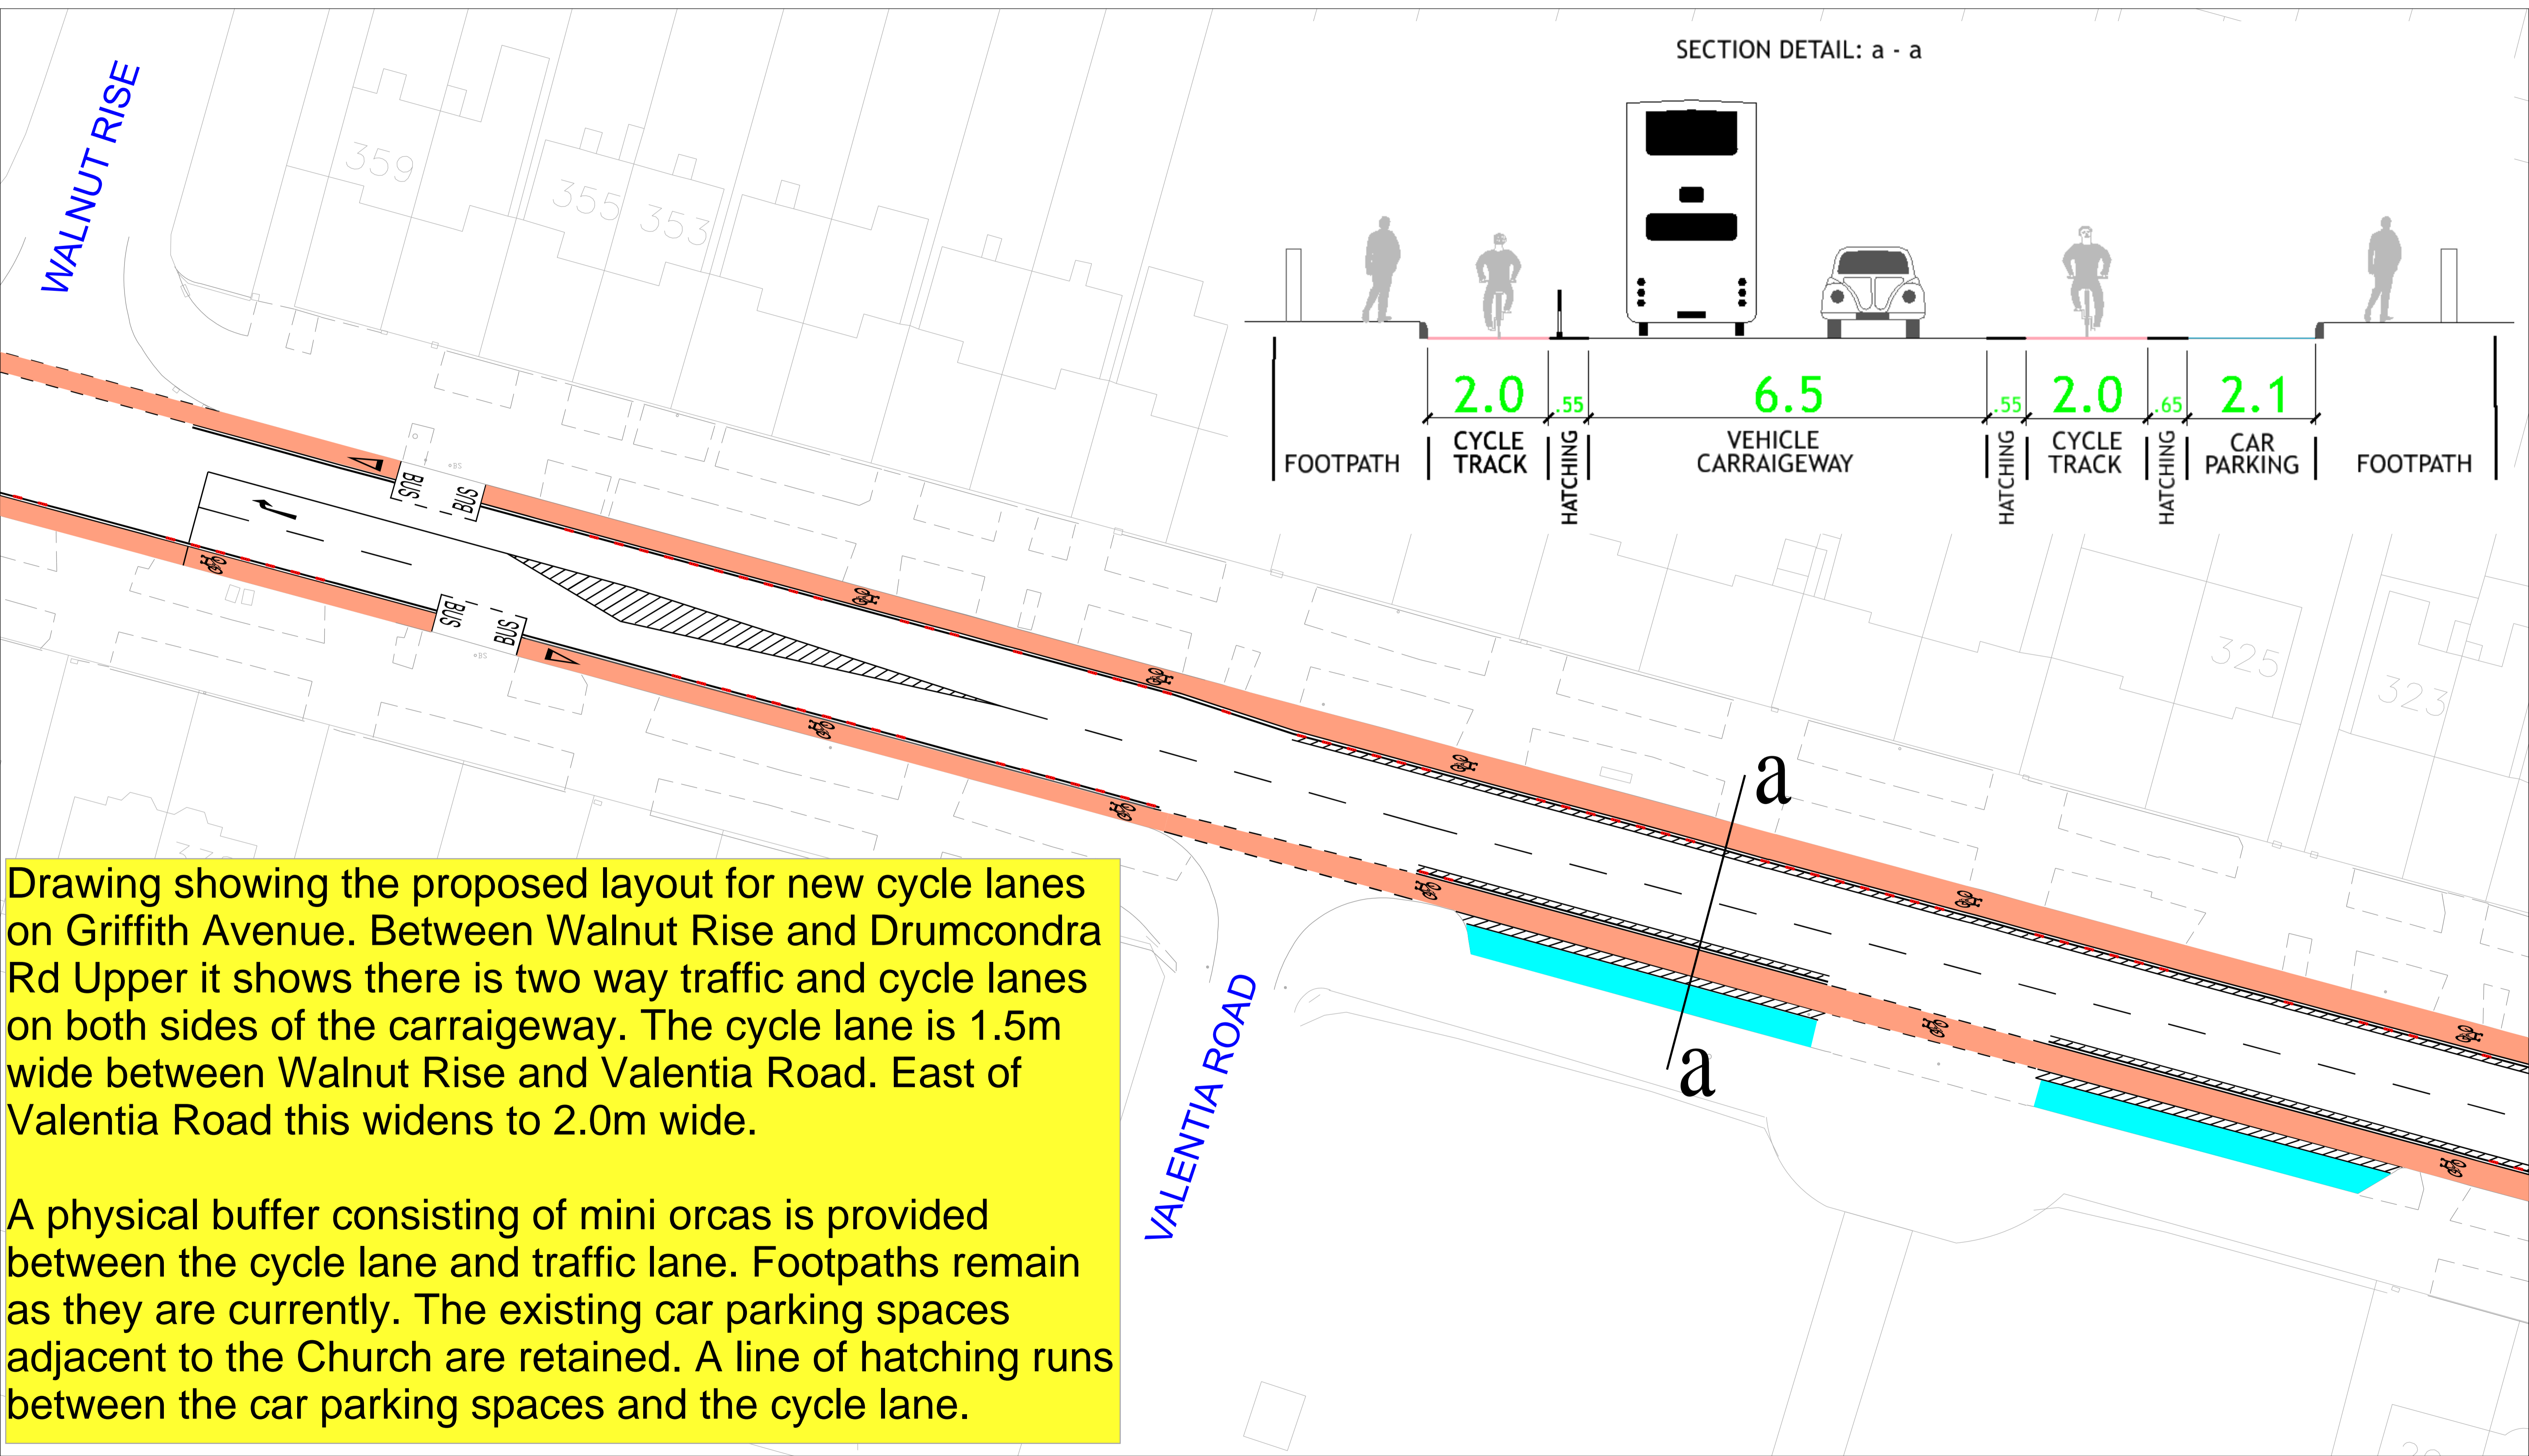 SECTION DETAIL: a - a
WALNUT RISE
359
355
353
2.0
.55
6.5
.55
2.0
.65
2.1
FOOTPATH
CYCLE
TRACK
HATCHING
VEHICLE
CARRAIGEWAY
HATCHING
CYCLE
TRACK
HATCHING
CAR
PARKING
FOOTPATH
BUS
BUS
BS
BUS
BUS
BS
325
323
a
a
VALENTIA ROAD
Drawing showing the proposed layout for new cycle lanes
on Griffith Avenue. Between Walnut Rise and Drumcondra
Rd Upper it shows there is two way traffic and cycle lanes
on both sides of the carraigeway. The cycle lane is 1.5m
wide between Walnut Rise and Valentia Road. East of
Valentia Road this widens to 2.0m wide.
A physical buffer consisting of mini orcas is provided
between the cycle lane and traffic lane. Footpaths remain
as they are currently. The existing car parking spaces
adjacent to the Church are retained. A line of hatching runs
between the car parking spaces and the cycle lane.